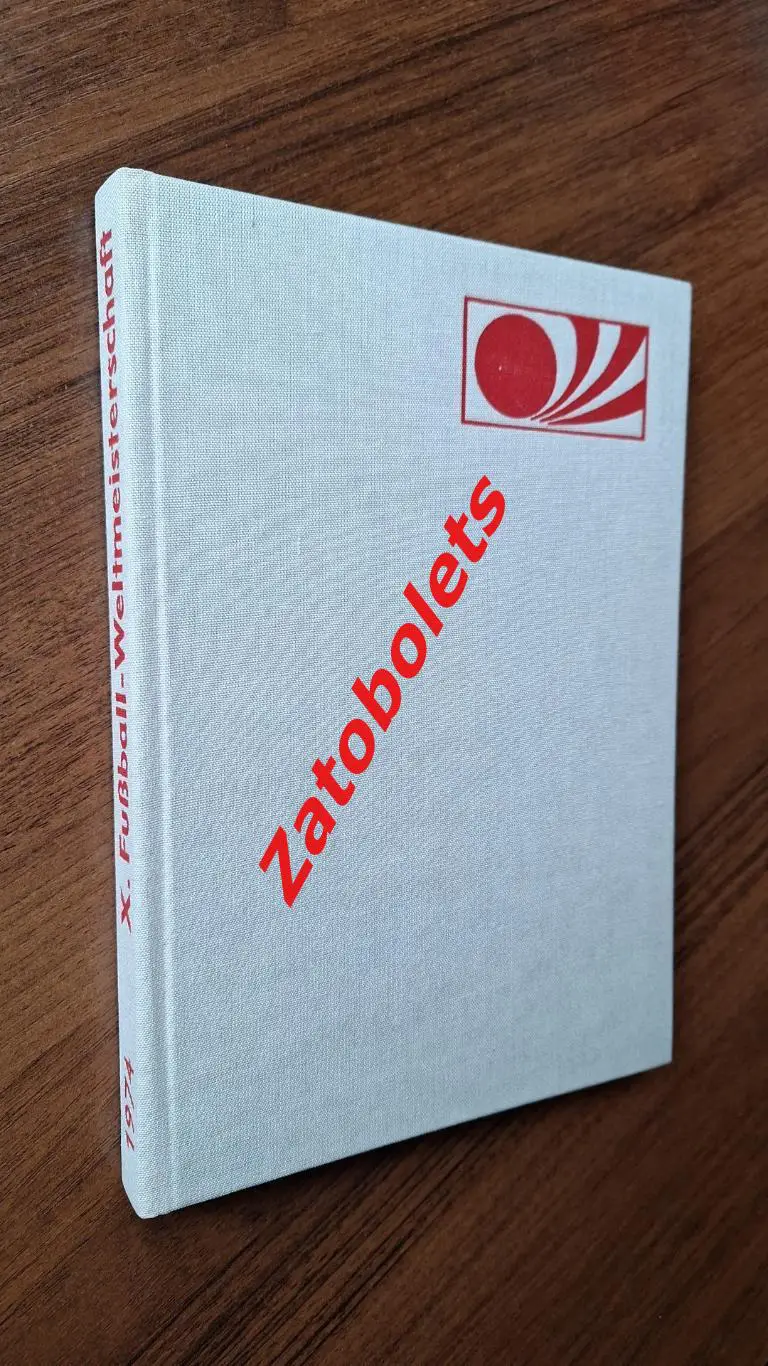 1974 X. Fußball-Weltmeisterschaft
Zatobolets